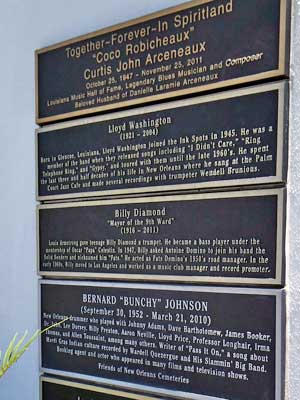 Together-Forever-In Spiritland
"Coco Robicheaux"
Curtis John Arceneaux
October 25, 1947 - November 25, 2011
Louisiana Music Hall of Fame, Legendary Blues Musician and Composer
Beloved Husband of Danielle Laramie Arceneaux
Lloyd Washington
(1921 - 2004)
Born in Glencoe, Louisiana, Lloyd Washington joined the Ink Spots in 1945. He was a
member of the band when they released songs including "I Didn't Care," "Ring
Telephone Ring," and "Gypsy," and toured with them until the late 1960's. He spent
the last three and half decades of his life in New Orleans where he sang at the Palm
Court Jazz Cafe and made several recordings with trumpeter Wendell Brunious.
Billy Diamond
"Mayor of the 9th Ward"
(1916 - 2011)
Louis Armstrong gave teenage Billy Diamond a trumpet. He became a bass player under the
mentorship of Oscar "Papa" Celestin. In 1947, Billy asked Antoine Domino to join his band the
Solid Senders and nicknamed him "Fats." He acted as Fats Domino's 1950's road manager. In the
early 1960s, Billy moved to Los Angeles and worked as a music club manager and record promoter.
BERNARD "BUNCHY" JOHNSON
(September 30, 1952 - March 21, 2010)
New Orleans drummer who played with Johnny Adams, Dave Bartholomew, James Booker,
Dr. John, Lee Dorsey, Billy Preston, Aaron Neville, Lloyd Price, Professor Longhair, Irma
Thomas, and Allen Toussaint, among many others. Writer of "Pass It On," a song about
Mardi Gras Indian culture recorded by Wardell Quezergue and His Slammin' Big Band.
Booking agent and actor who appeared in many films and television shows.
Friends of New Orleans Cemeteries